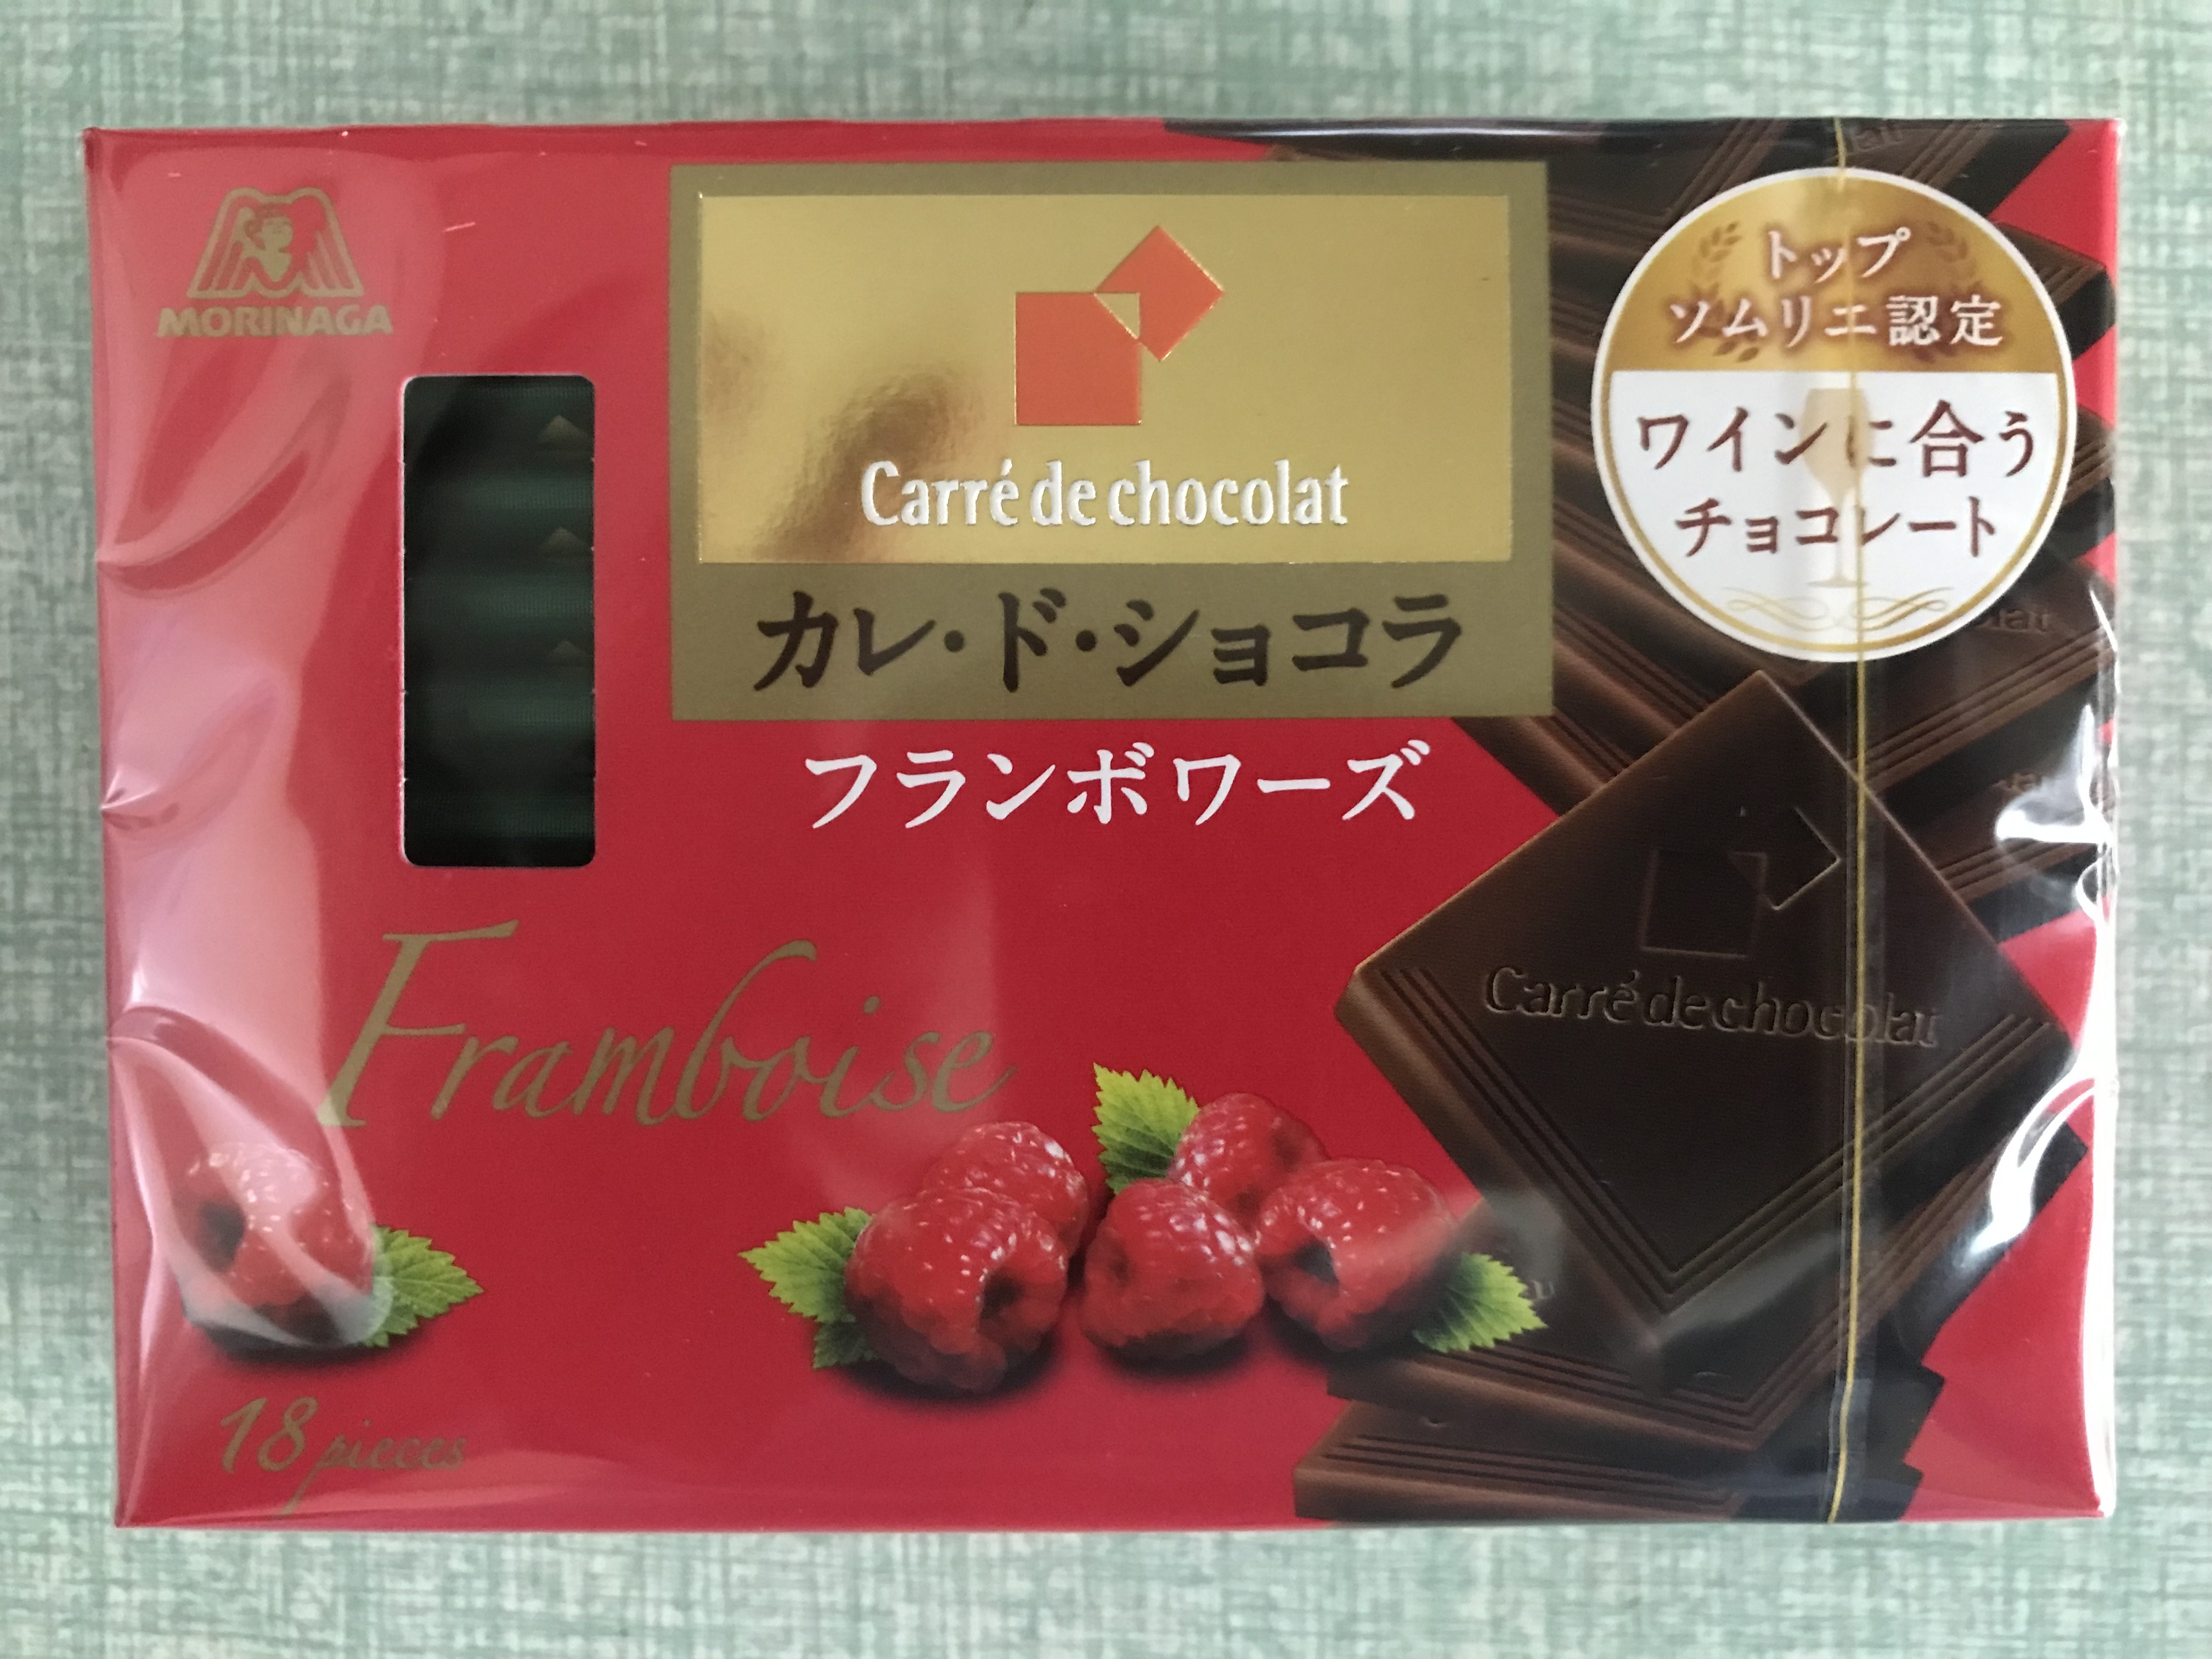 MORINAGA
Carré de chocolat
カレ・ド・ショコラ
フランボワーズ
トップ
ソムリエ認定
ワインに合う
チョコレート
Framboise
Carré de chocolat
18 pieces